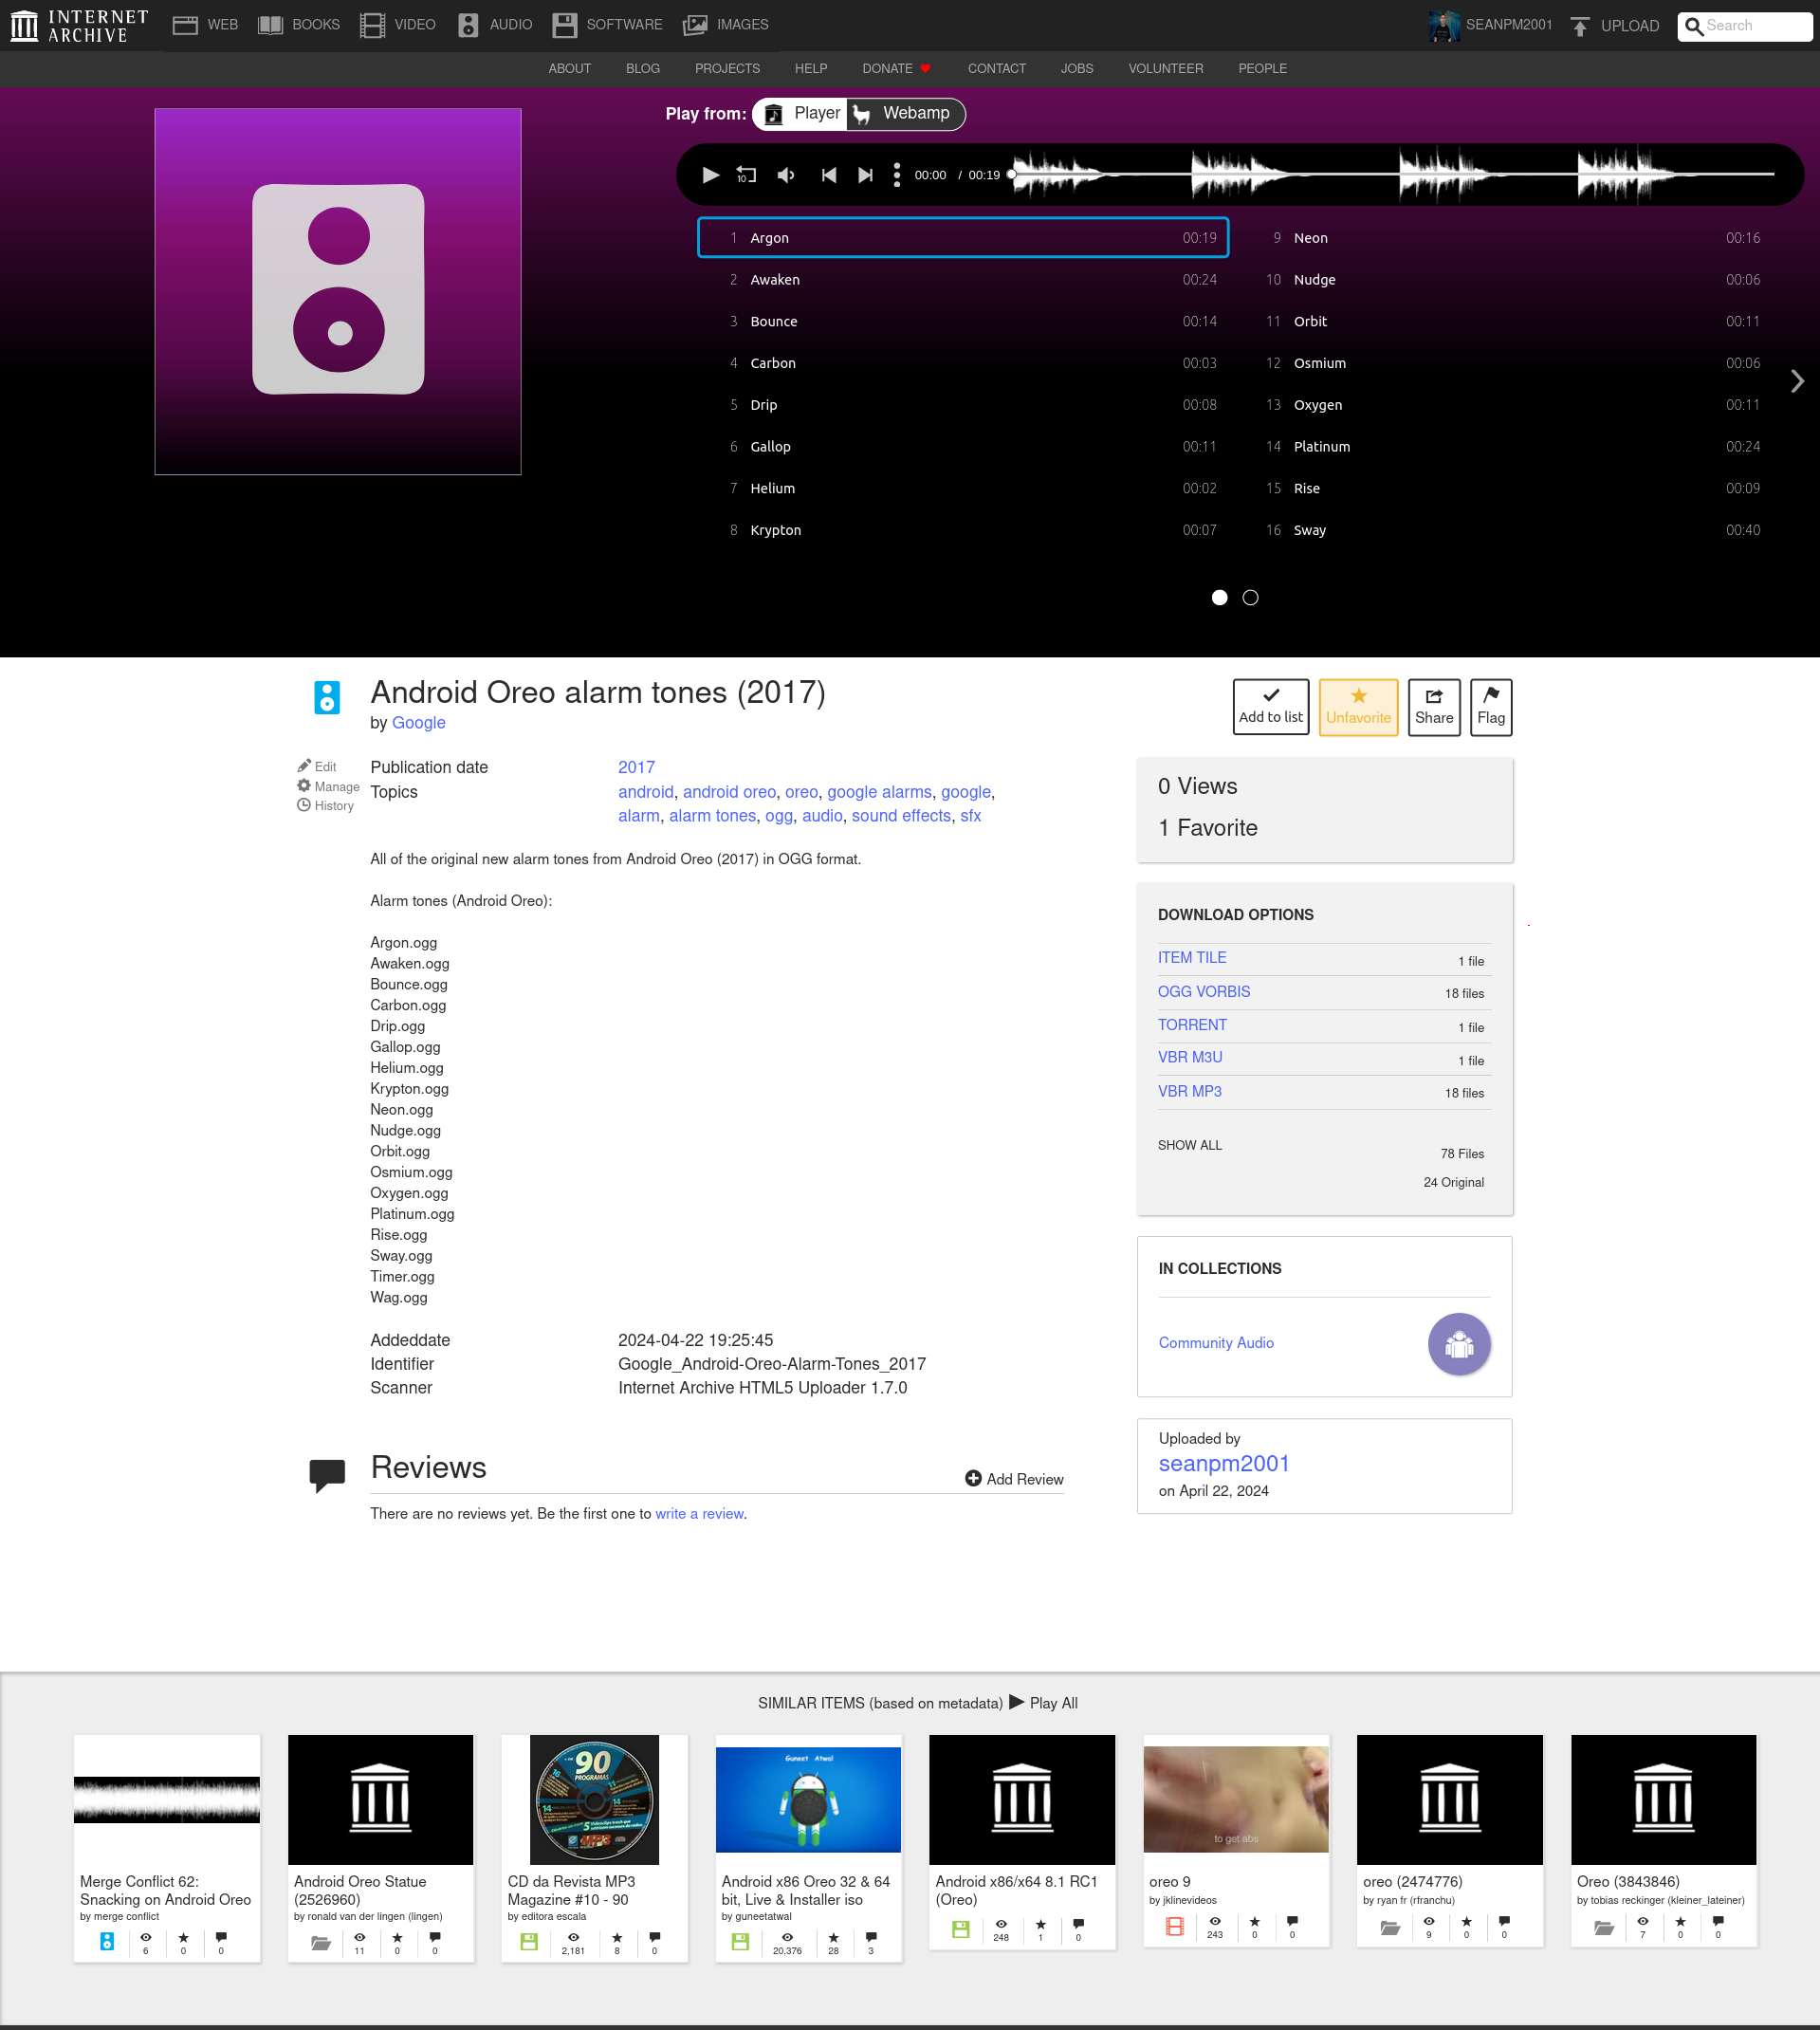 INTERNET ARCHIVE
WEB BOOKS VIDEO AUDIO SOFTWARE IMAGES SEANPM2001 UPLOAD Search
ABOUT BLOG PROJECTS HELP DONATE CONTACT JOBS VOLUNTEER PEOPLE
Play from: Player Webamp
10 00:00 / 00:19
1 Argon 00:19
2 Awaken 00:24
3 Bounce 00:14
4 Carbon 00:03
5 Drip 00:08
6 Gallop 00:11
7 Helium 00:02
8 Krypton 00:07
9 Neon 00:16
10 Nudge 00:06
11 Orbit 00:11
12 Osmium 00:06
13 Oxygen 00:11
14 Platinum 00:24
15 Rise 00:09
16 Sway 00:40
Android Oreo alarm tones (2017)
by Google
Add to list Unfavorite Share Flag
Edit
Manage
History
Publication date 2017
Topics android, android oreo, oreo, google alarms, google,
alarm, alarm tones, ogg, audio, sound effects, sfx
All of the original new alarm tones from Android Oreo (2017) in OGG format.
Alarm tones (Android Oreo):
Argon.ogg
Awaken.ogg
Bounce.ogg
Carbon.ogg
Drip.ogg
Gallop.ogg
Helium.ogg
Krypton.ogg
Neon.ogg
Nudge.ogg
Orbit.ogg
Osmium.ogg
Oxygen.ogg
Platinum.ogg
Rise.ogg
Sway.ogg
Timer.ogg
Wag.ogg
Addeddate 2024-04-22 19:25:45
Identifier Google_Android-Oreo-Alarm-Tones_2017
Scanner Internet Archive HTML5 Uploader 1.7.0
Reviews
Add Review
There are no reviews yet. Be the first one to write a review.
0 Views
1 Favorite
DOWNLOAD OPTIONS
ITEM TILE 1 file
OGG VORBIS 18 files
TORRENT 1 file
VBR M3U 1 file
VBR MP3 18 files
SHOW ALL 78 Files
24 Original
IN COLLECTIONS
Community Audio
Uploaded by
seanpm2001
on April 22, 2024
SIMILAR ITEMS (based on metadata) Play All
Merge Conflict 62:
Snacking on Android Oreo
by merge conflict
6 0 0
Android Oreo Statue
(2526960)
by ronald van der lingen (lingen)
11 0 0
90
PROGRAMAS
14
MP3
CD da Revista MP3
Magazine #10 - 90
by editora escala
2,181 8 0
Guneet Atwal
Android x86 Oreo 32 & 64
bit, Live & Installer iso
by guneetatwal
20,376 28 3
Android x86/x64 8.1 RC1
(Oreo)
248 1 0
to get abs
oreo 9
by jklinevideos
243 0 0
oreo (2474776)
by ryan fr (rfranchu)
9 0 0
Oreo (3843846)
by tobias reckinger (kleiner_lateiner)
7 0 0